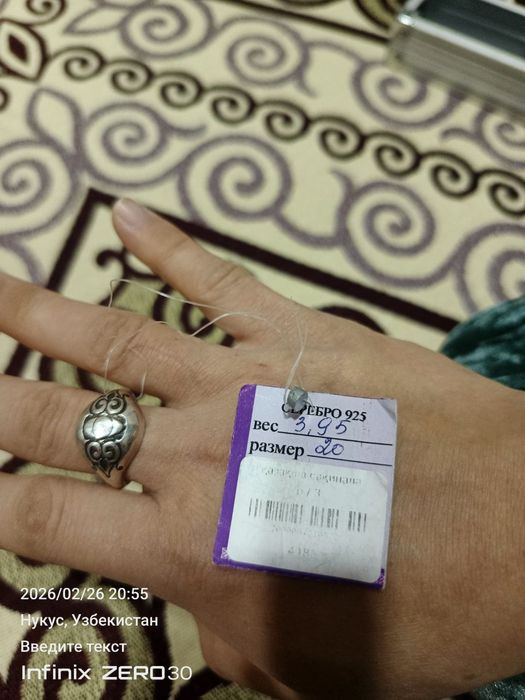 СЕРЕБРО 925
вес 3,95
размер 20
2026/02/26 20:55
Нукус, Узбекистан
Введите текст
Infinix ZERO30